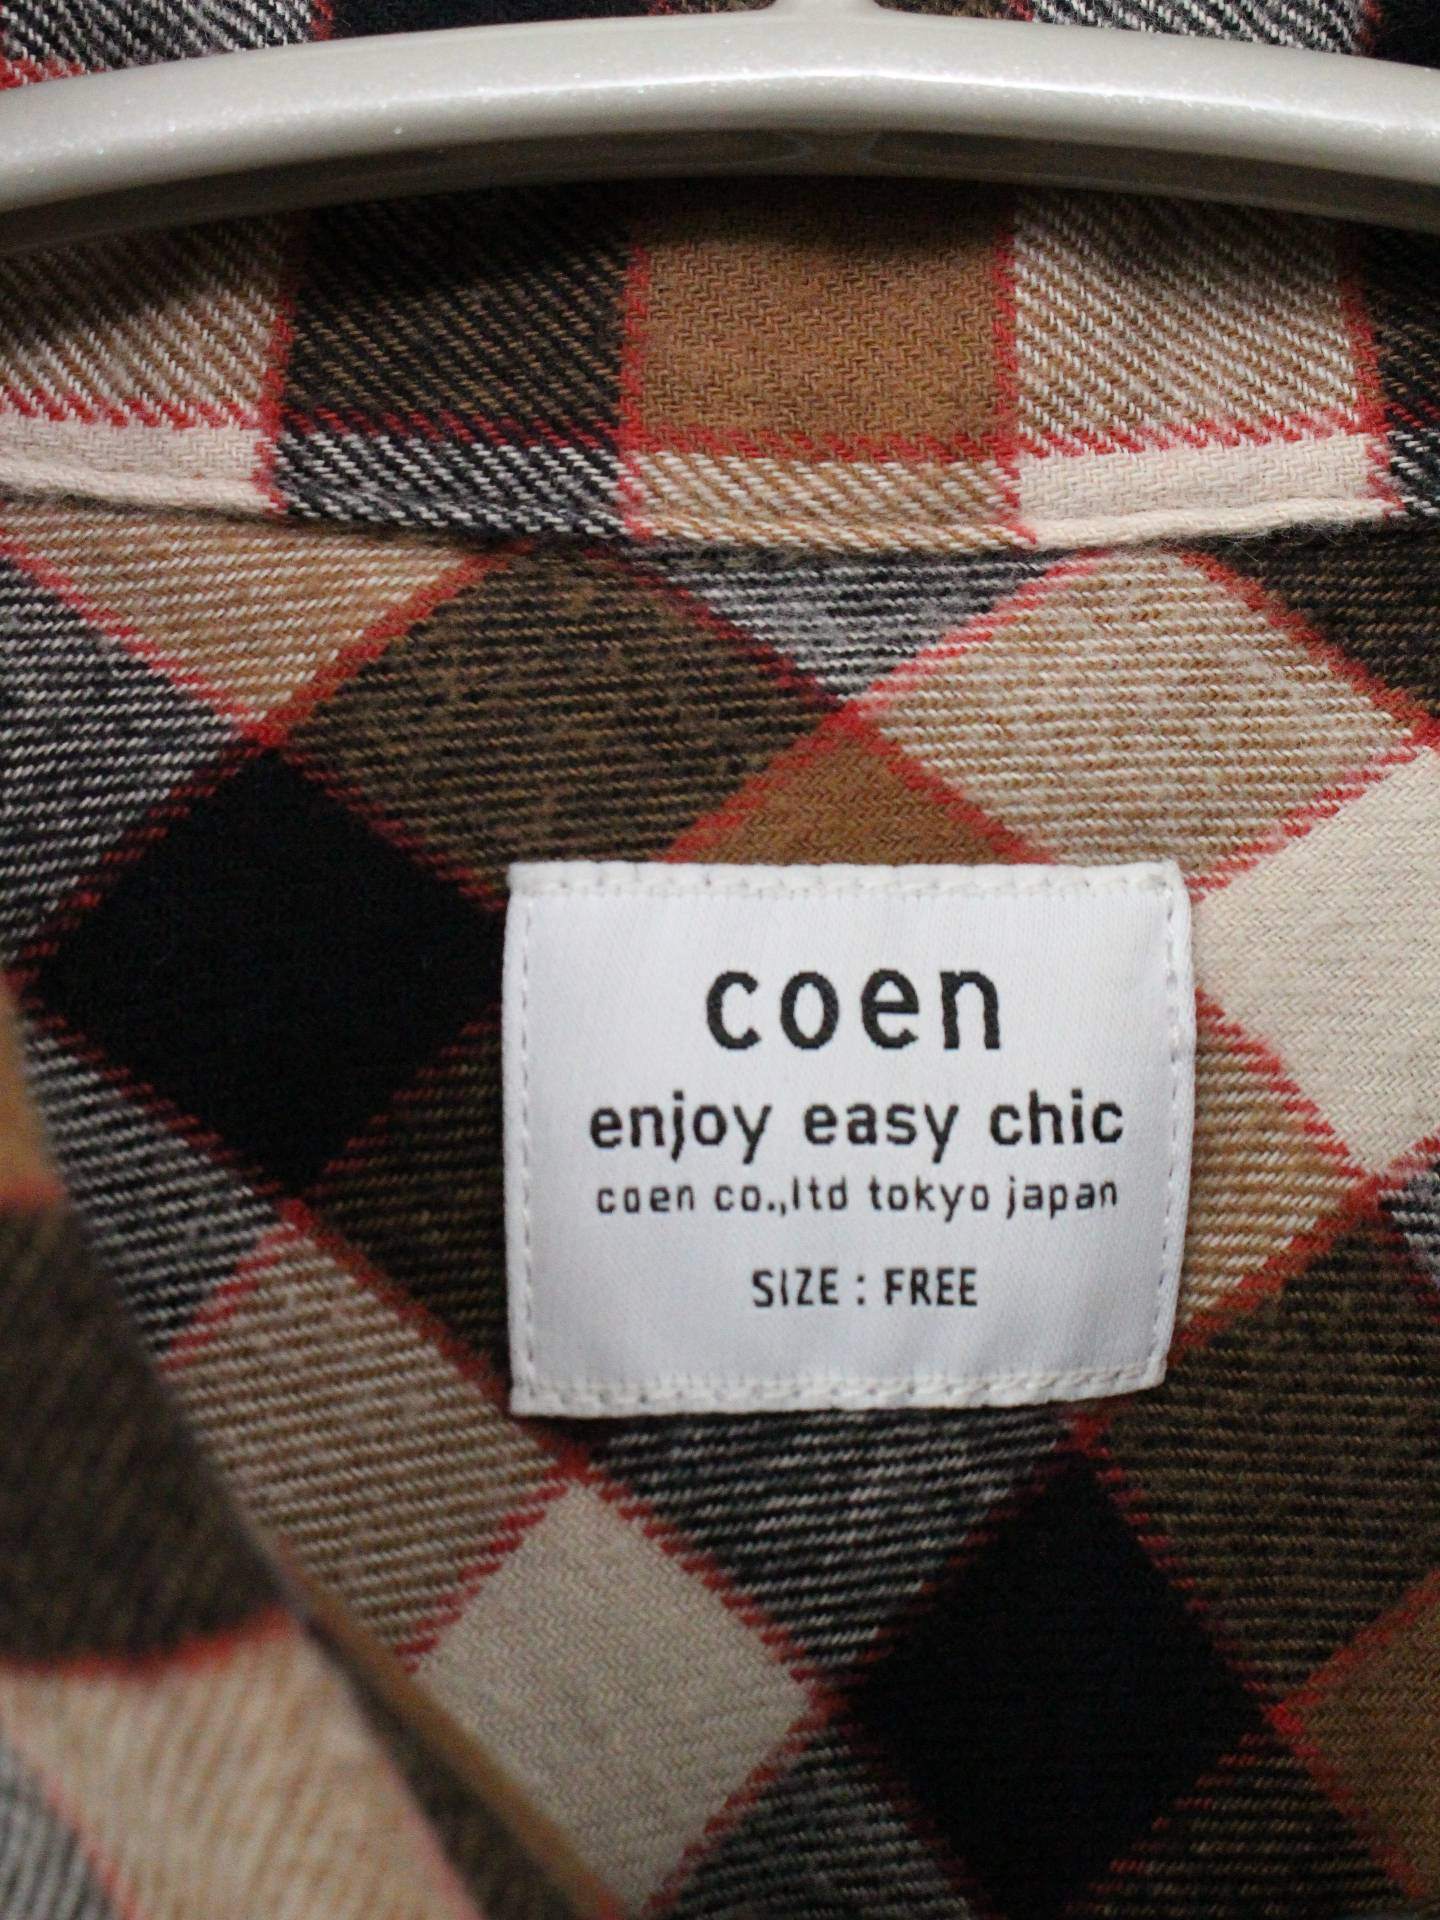 coen
enjoy easy chic
coen co.,ltd tokyo japan
SIZE : FREE